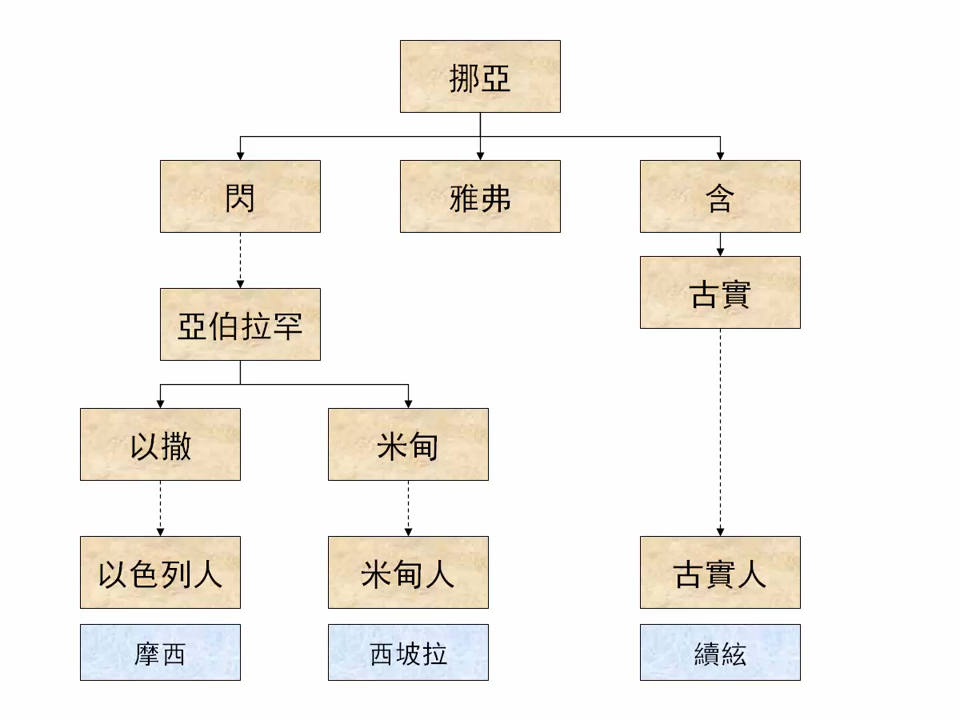 挪亞
閃
雅弗
含
古實
亞伯拉罕
以撒
米甸
以色列人
米甸人
古實人
摩西
西坡拉
續絃